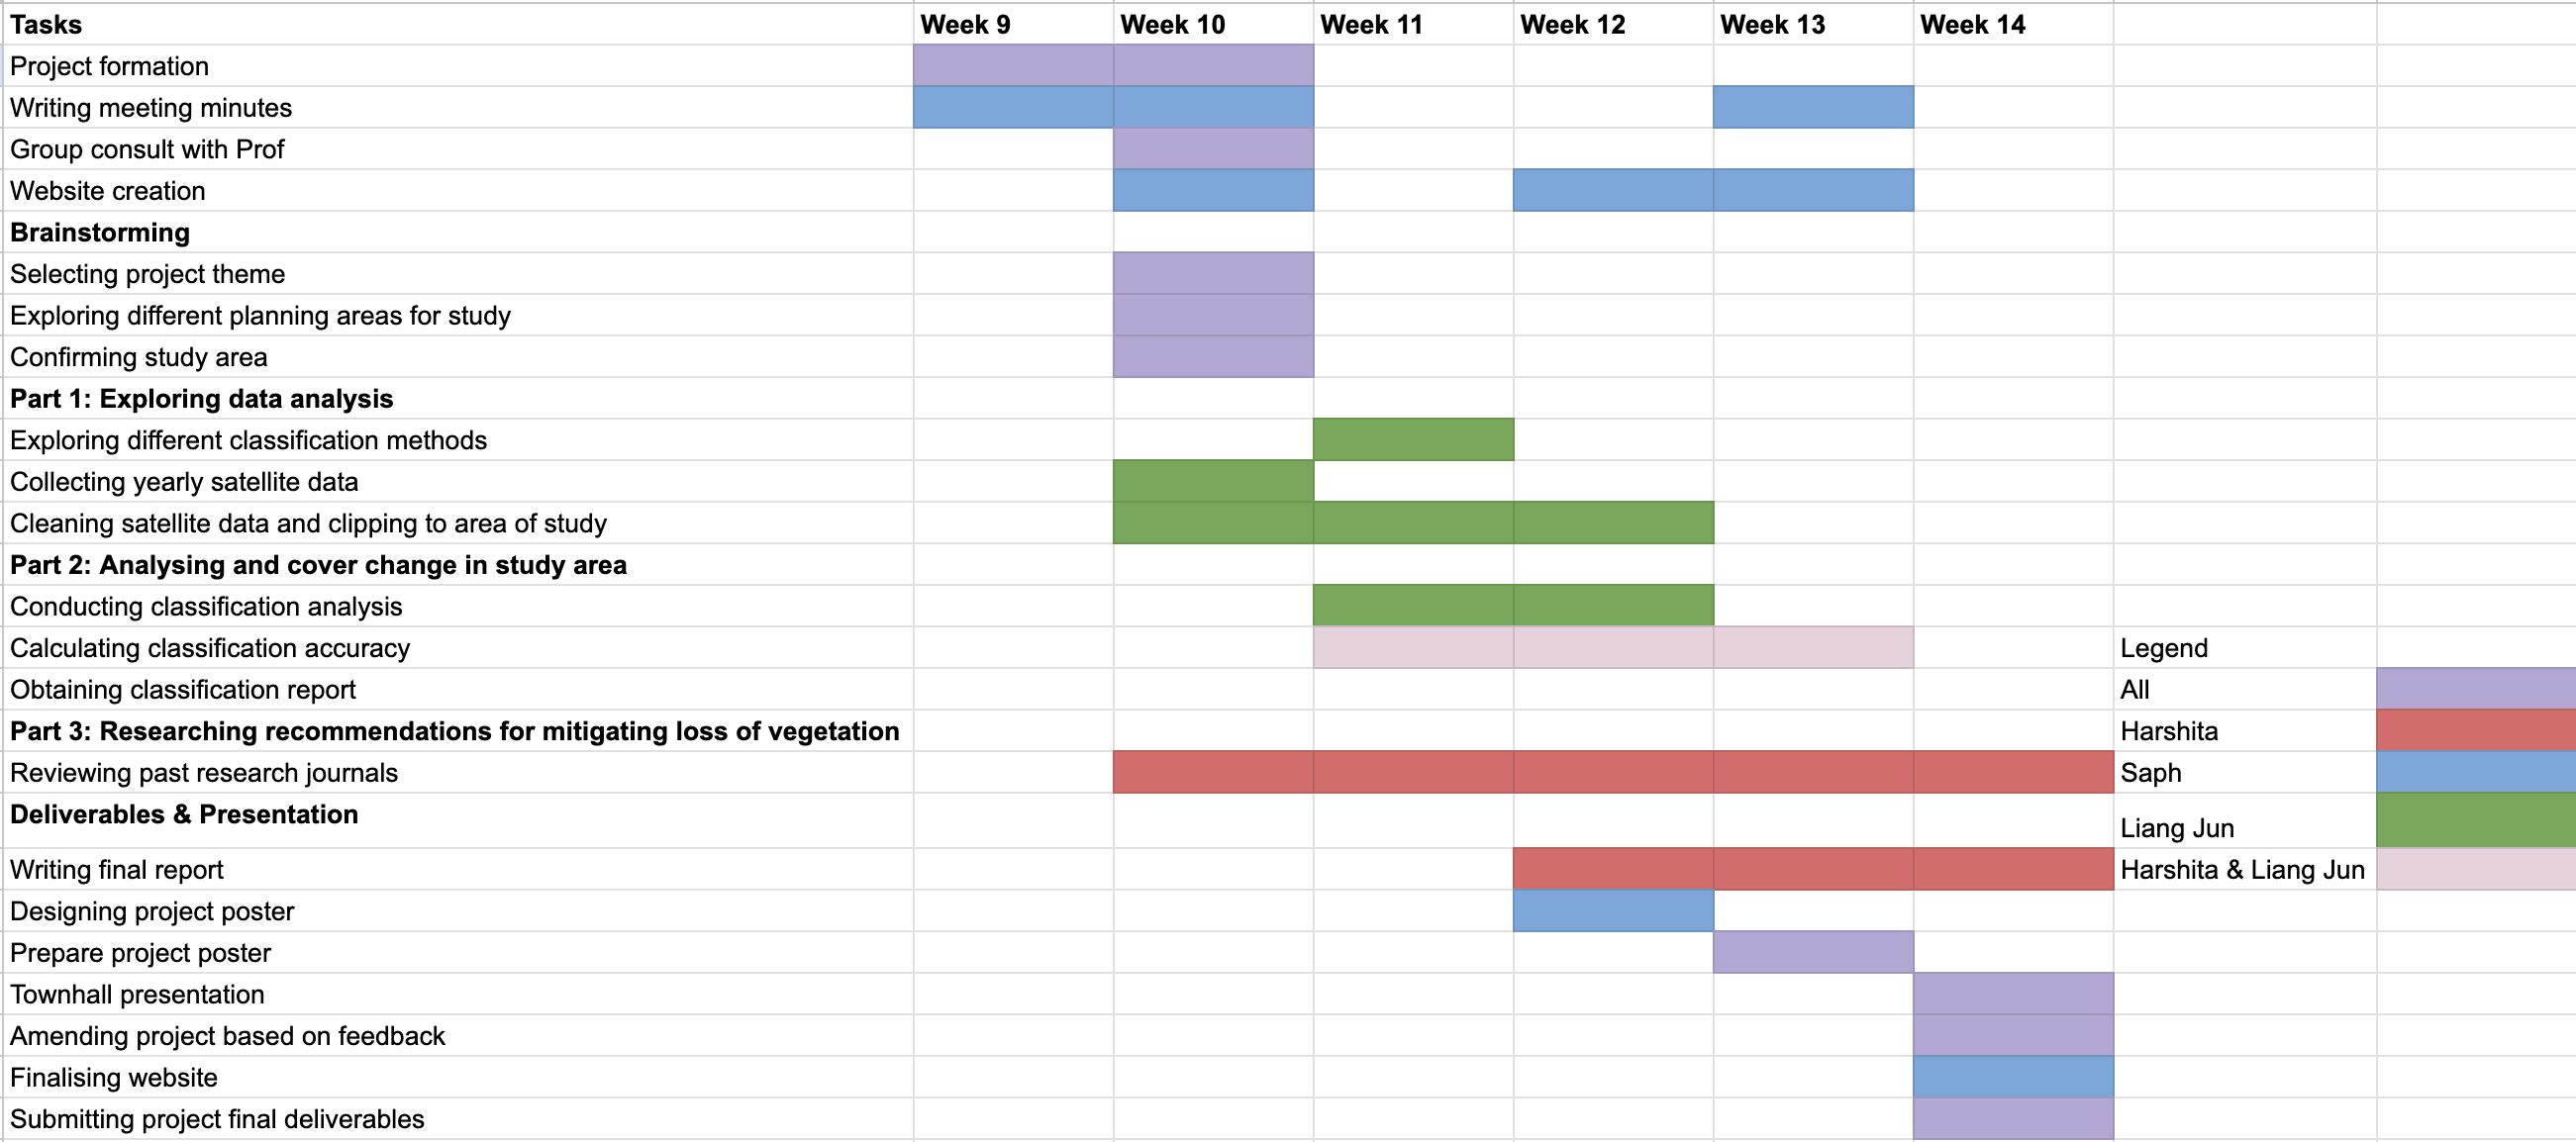 Tasks Week 9 Week 10 Week 11 Week 12 Week 13 Week 14
Project formation
Writing meeting minutes
Group consult with Prof
Website creation
Brainstorming
Selecting project theme
Exploring different planning areas for study
Confirming study area
Part 1: Exploring data analysis
Exploring different classification methods
Collecting yearly satellite data
Cleaning satellite data and clipping to area of study
Part 2: Analysing and cover change in study area
Conducting classification analysis
Calculating classification accuracy Legend
Obtaining classification report All
Part 3: Researching recommendations for mitigating loss of vegetation Harshita
Reviewing past research journals Saph
Deliverables & Presentation Liang Jun
Writing final report Harshita & Liang Jun
Designing project poster
Prepare project poster
Townhall presentation
Amending project based on feedback
Finalising website
Submitting project final deliverables